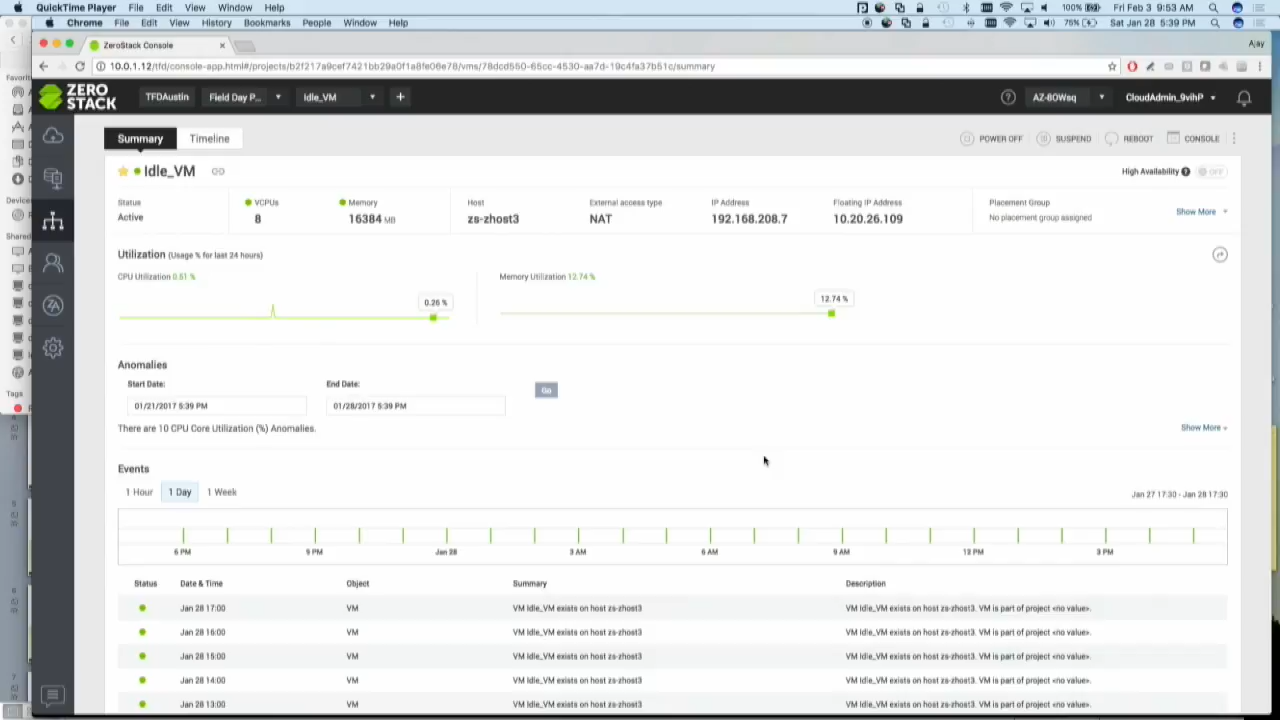 QuickTime Player File Edit View Window Help 100% Fri Feb 3 9:53 AM
Chrome File Edit View History Bookmarks People Window Help 76% Sat Jan 28 5:39 PM
ZeroStack Console
Ajay
10.0.1.12/tfd/console-app.html#/projects/b2f217a9cef7421bb29a0f1a8fe06e78/vms/78dcd550-65cc-4530-aa7d-19c4fa37b51c/summary
ZERO STACK
TFDAustin Field Day P... Idle_VM + AZ-80Wsq CloudAdmin_9vihP
Summary Timeline POWER OFF SUSPEND REBOOT CONSOLE
Idle_VM
High Availability OFF
Status VCPUs Memory Host External access type IP Address Floating IP Address Placement Group
Active 8 16384 MB zs-zhost3 NAT 192.168.208.7 10.20.26.109 No placement group assigned
Show More
Utilization (Usage % for last 24 hours)
CPU Utilization 0.51 % Memory Utilization 12.74 %
0.26 % 12.74 %
Anomalies
Start Date: End Date:
01/21/2017 5:39 PM 01/28/2017 5:39 PM Go
There are 10 CPU Core Utilization (%) Anomalies.
Show More
Events
1 Hour 1 Day 1 Week
Jan 27 17:30 - Jan 28 17:30
6 PM 9 PM Jan 28 3 AM 6 AM 9 AM 12 PM 3 PM
Status Date & Time Object Summary Description
Jan 28 17:00 VM VM Idle_VM exists on host zs-zhost3 VM Idle_VM exists on host zs-zhost3. VM is part of project <no value>.
Jan 28 16:00 VM VM Idle_VM exists on host zs-zhost3 VM Idle_VM exists on host zs-zhost3. VM is part of project <no value>.
Jan 28 15:00 VM VM Idle_VM exists on host zs-zhost3 VM Idle_VM exists on host zs-zhost3. VM is part of project <no value>.
Jan 28 14:00 VM VM Idle_VM exists on host zs-zhost3 VM Idle_VM exists on host zs-zhost3. VM is part of project <no value>.
Jan 28 13:00 VM VM Idle_VM exists on host zs-zhost3 VM Idle_VM exists on host zs-zhost3. VM is part of project <no value>.
Shared
Tags